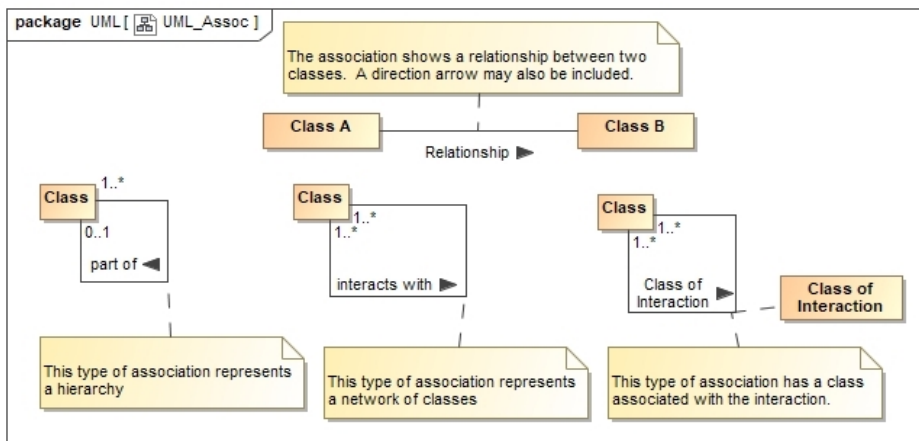 package UML [ UML_Assoc ]
The association shows a relationship between two
classes.  A direction arrow may also be included.
Class A
Class B
Relationship
Class
1..*
0..1
part of
Class
1..*
1..*
interacts with
Class
1..*
1..*
Class of
Interaction
Class of
Interaction
This type of association represents
a hierarchy
This type of association represents
a network of classes
This type of association has a class
associated with the interaction.